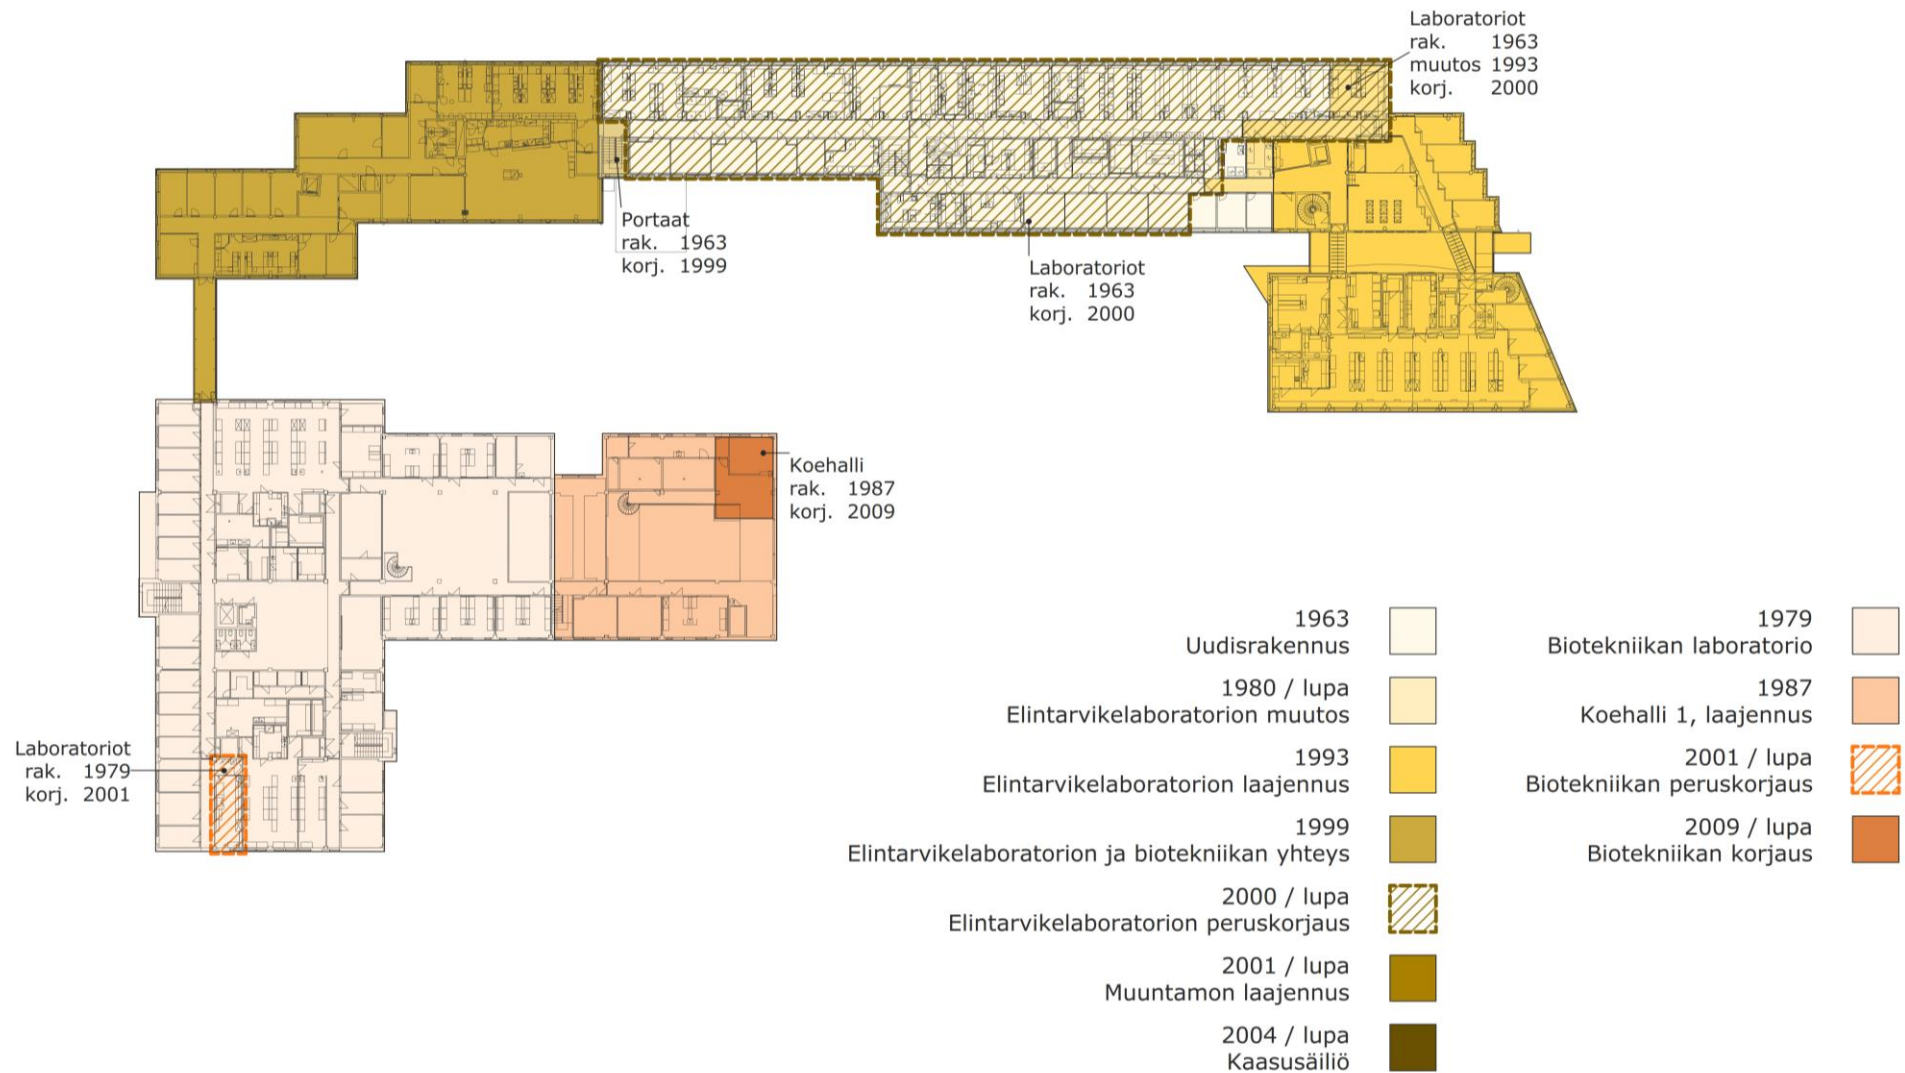 Laboratoriot
rak. 1963
muutos 1993
korj. 2000
Portaat
rak. 1963
korj. 1999
Laboratoriot
rak. 1963
korj. 2000
Koehalli
rak. 1987
korj. 2009
Laboratoriot
rak. 1979
korj. 2001
1963
Uudisrakennus
1980 / lupa
Elintarvikelaboratorion muutos
1993
Elintarvikelaboratorion laajennus
1999
Elintarvikelaboratorion ja biotekniikan yhteys
2000 / lupa
Elintarvikelaboratorion peruskorjaus
2001 / lupa
Muuntamon laajennus
2004 / lupa
Kaasusäiliö
1979
Biotekniikan laboratorio
1987
Koehalli 1, laajennus
2001 / lupa
Biotekniikan peruskorjaus
2009 / lupa
Biotekniikan korjaus